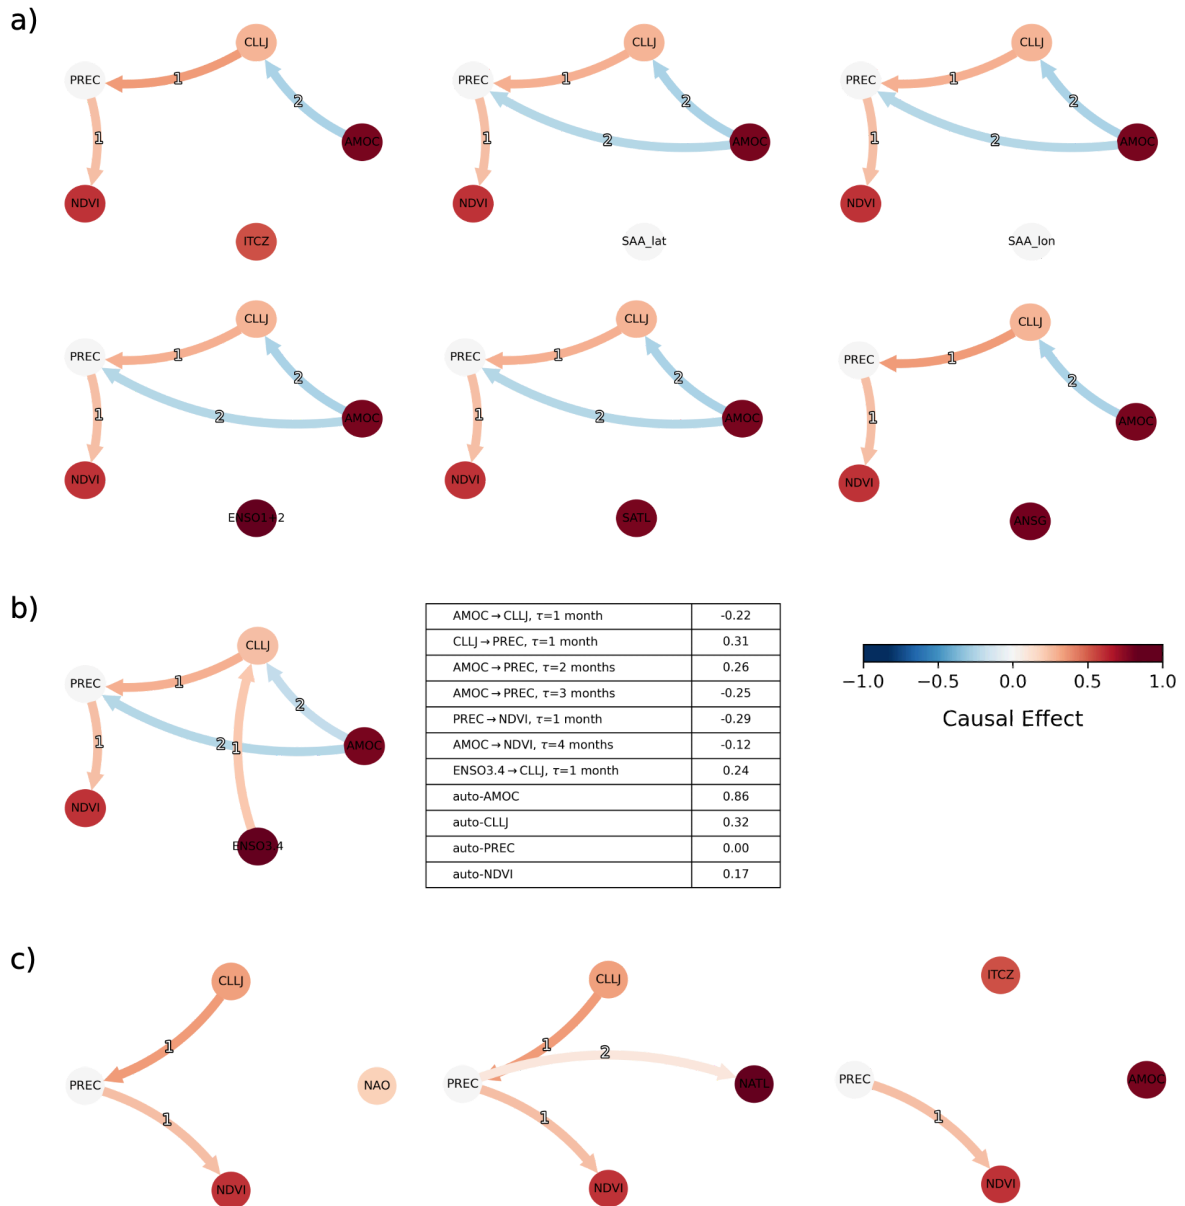 a)
CLLJ
PREC
1
2
1
AMOC
NDVI
ITCZ
CLLJ
PREC
1
2
1
2
AMOC
NDVI
SAA_lat
CLLJ
PREC
1
2
1
2
AMOC
NDVI
SAA_lon
CLLJ
PREC
1
2
1
2
AMOC
NDVI
ENSO1+2
CLLJ
PREC
1
2
1
2
AMOC
NDVI
SATL
CLLJ
PREC
1
2
1
AMOC
NDVI
ANSG
b)
CLLJ
PREC
1
2
1
2
1
AMOC
NDVI
ENSO3.4
AMOC→CLLJ, τ=1 month -0.22
CLLJ→PREC, τ=1 month 0.31
AMOC→PREC, τ=2 months 0.26
AMOC→PREC, τ=3 months -0.25
PREC→NDVI, τ=1 month -0.29
AMOC→NDVI, τ=4 months -0.12
ENSO3.4→CLLJ, τ=1 month 0.24
auto-AMOC 0.86
auto-CLLJ 0.32
auto-PREC 0.00
auto-NDVI 0.17
−1.0 −0.5 0.0 0.5 1.0
Causal Effect
c)
CLLJ
1
PREC
NAO
1
NDVI
CLLJ
1
2
PREC
NATL
1
NDVI
ITCZ
PREC
AMOC
1
NDVI